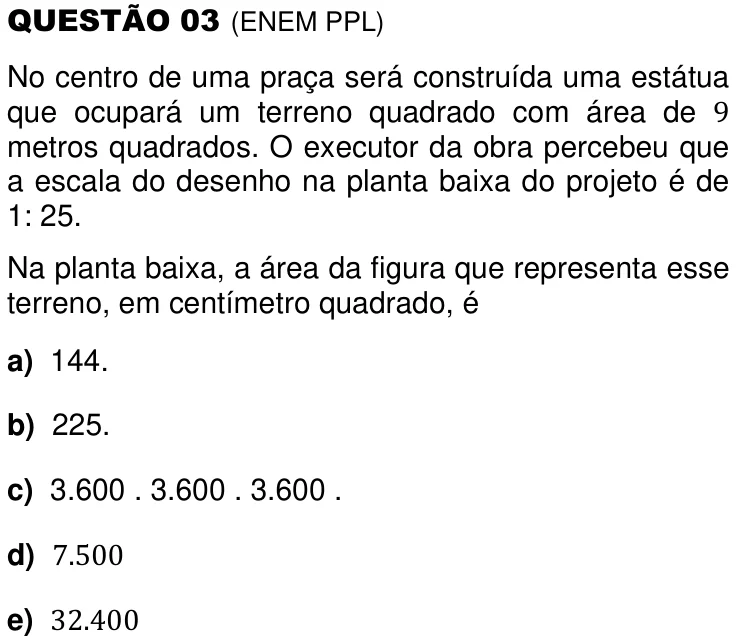 QUESTÃO 03 (ENEM PPL)
No centro de uma praça será construída uma estátua
que ocupará um terreno quadrado com área de 9
metros quadrados. O executor da obra percebeu que
a escala do desenho na planta baixa do projeto é de
1: 25.
Na planta baixa, a área da figura que representa esse
terreno, em centímetro quadrado, é
a) 144.
b) 225.
c) 3.600 . 3.600 . 3.600 .
d) 7.500
e) 32.400